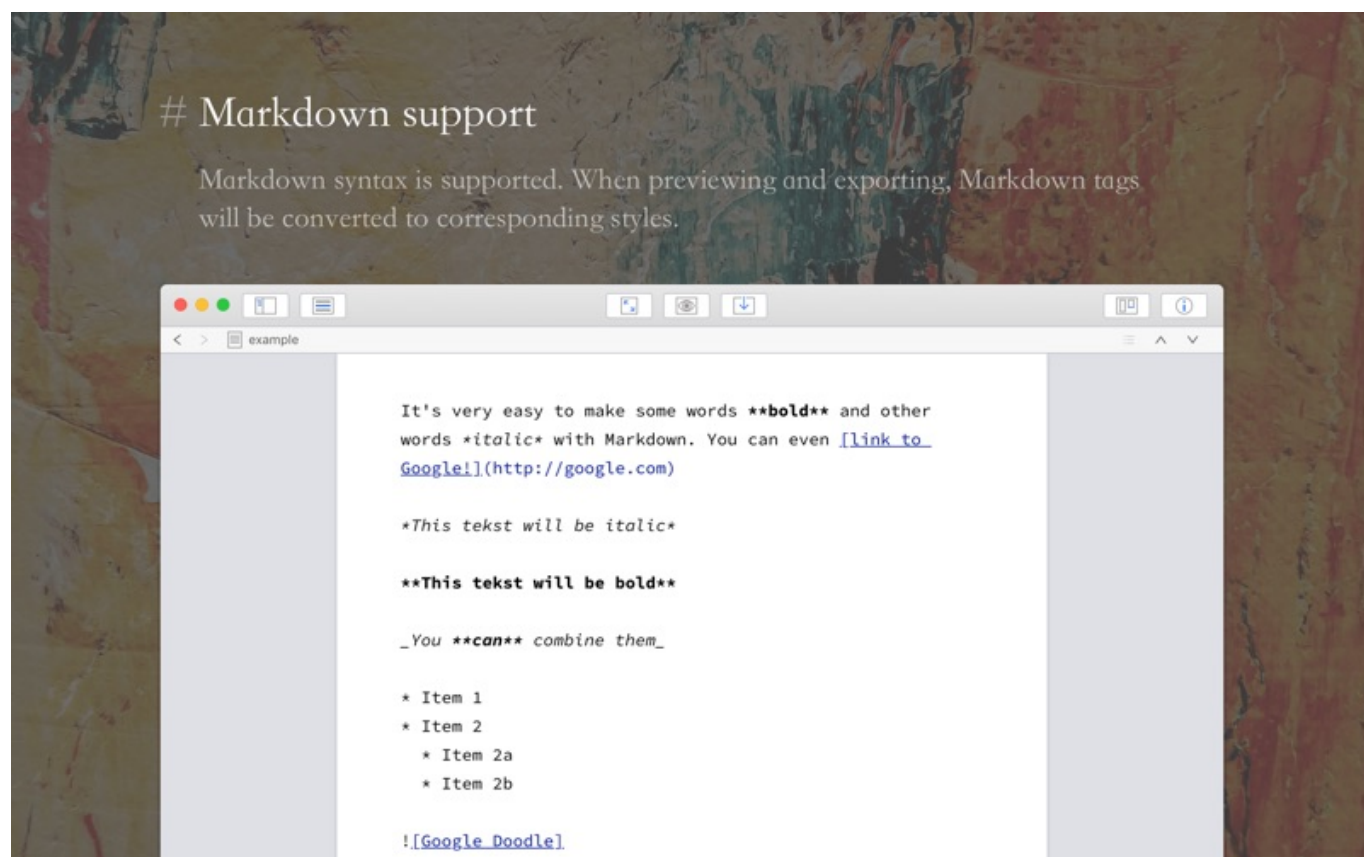 # Markdown support
Markdown syntax is supported. When previewing and exporting, Markdown tags
will be converted to corresponding styles.
example
It's very easy to make some words **bold** and other
words *italic* with Markdown. You can even [link to
Google!](http://google.com)
*This tekst will be italic*
**This tekst will be bold**
_You **can** combine them_
* Item 1
* Item 2
* Item 2a
* Item 2b
![Google Doodle]